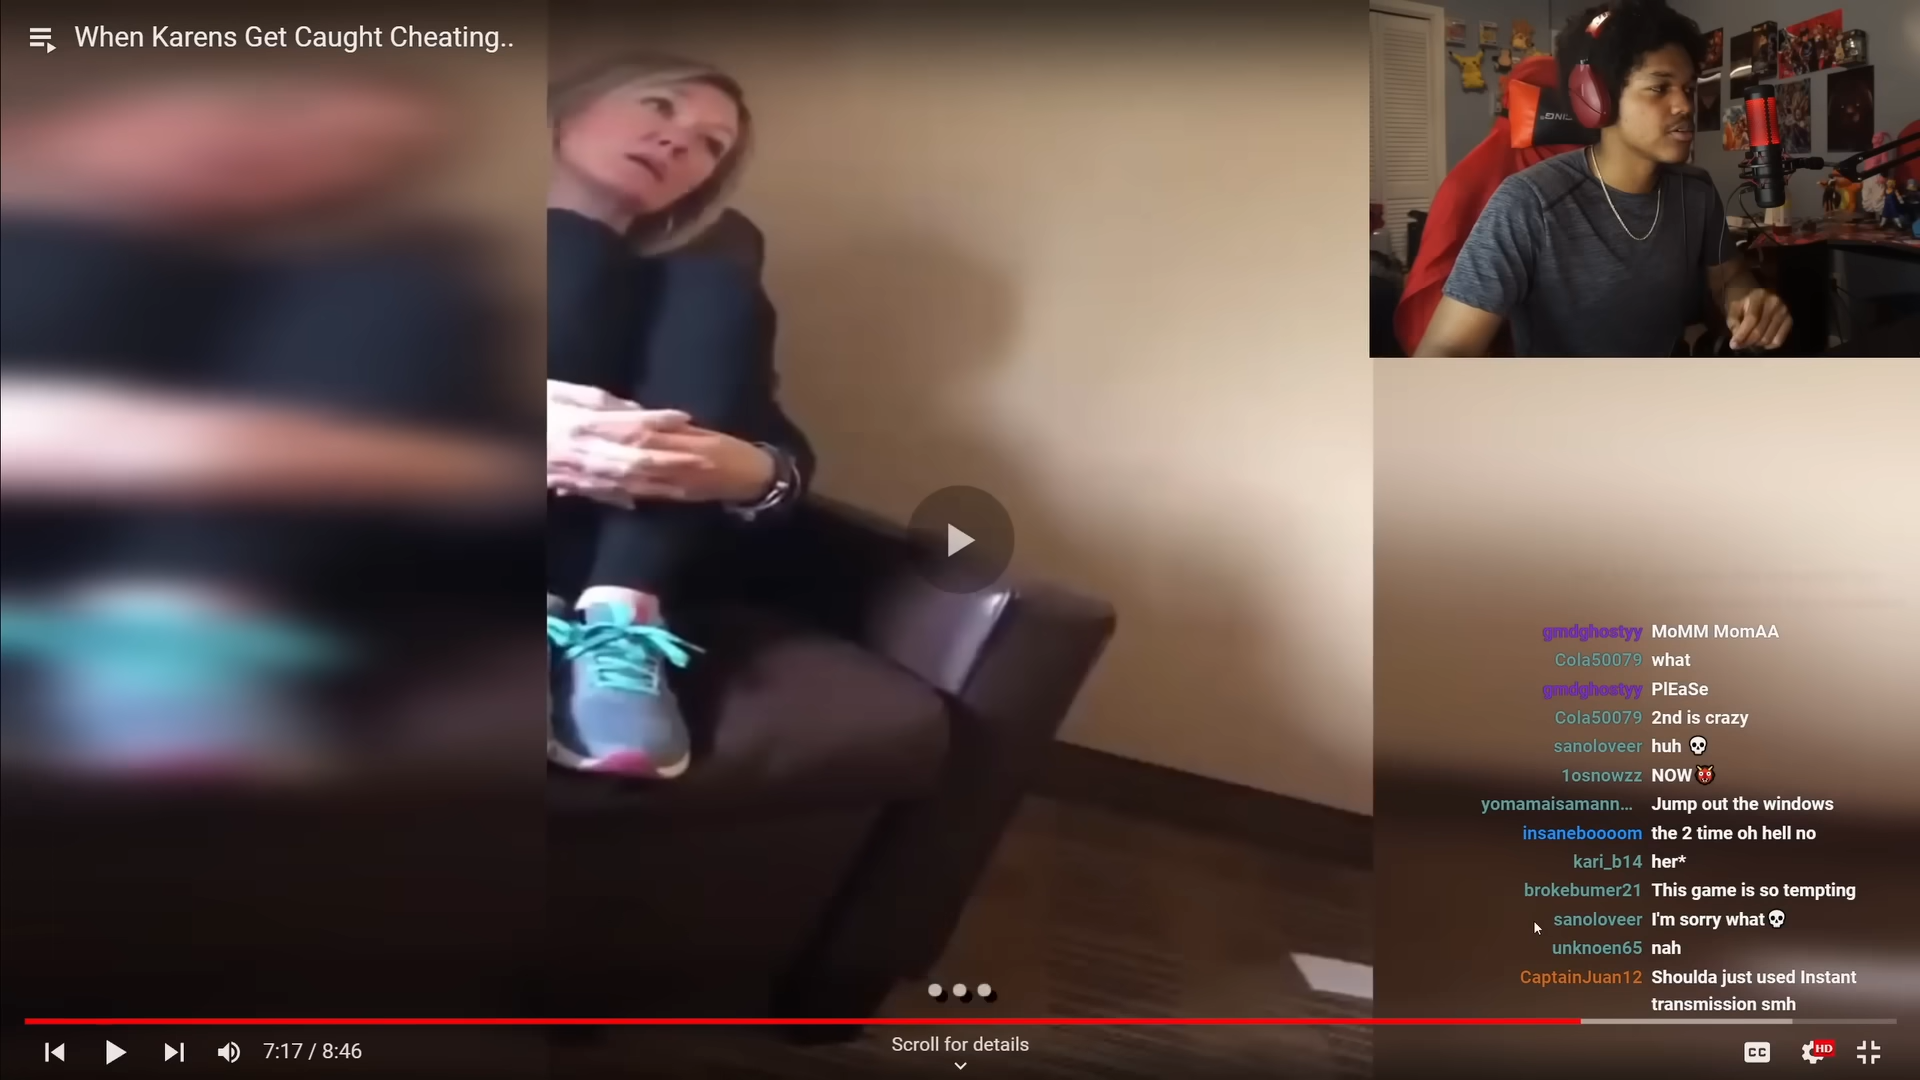 When Karens Get Caught Cheating..
grndghostyy MoMM MomAA
Cola50079 what
grndghostyy PlEaSe
Cola50079 2nd is crazy
sanoloveer huh 💀
1osnowzz NOW👹
yomamaisamann... Jump out the windows
insaneboooom the 2 time oh hell no
kari_b14 her*
brokebumer21 This game is so tempting
sanoloveer I'm sorry what💀
unknoen65 nah
CaptainJuan12 Shoulda just used Instant
transmission smh
7:17 / 8:46
Scroll for details
CC
HD